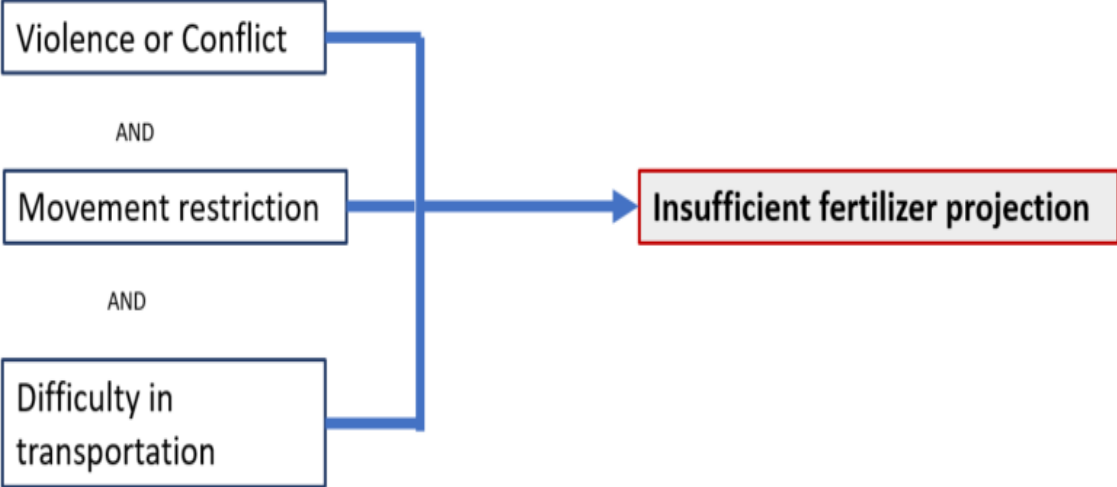 Violence or Conflict
AND
Movement restriction
Insufficient fertilizer projection
AND
Difficulty in
transportation